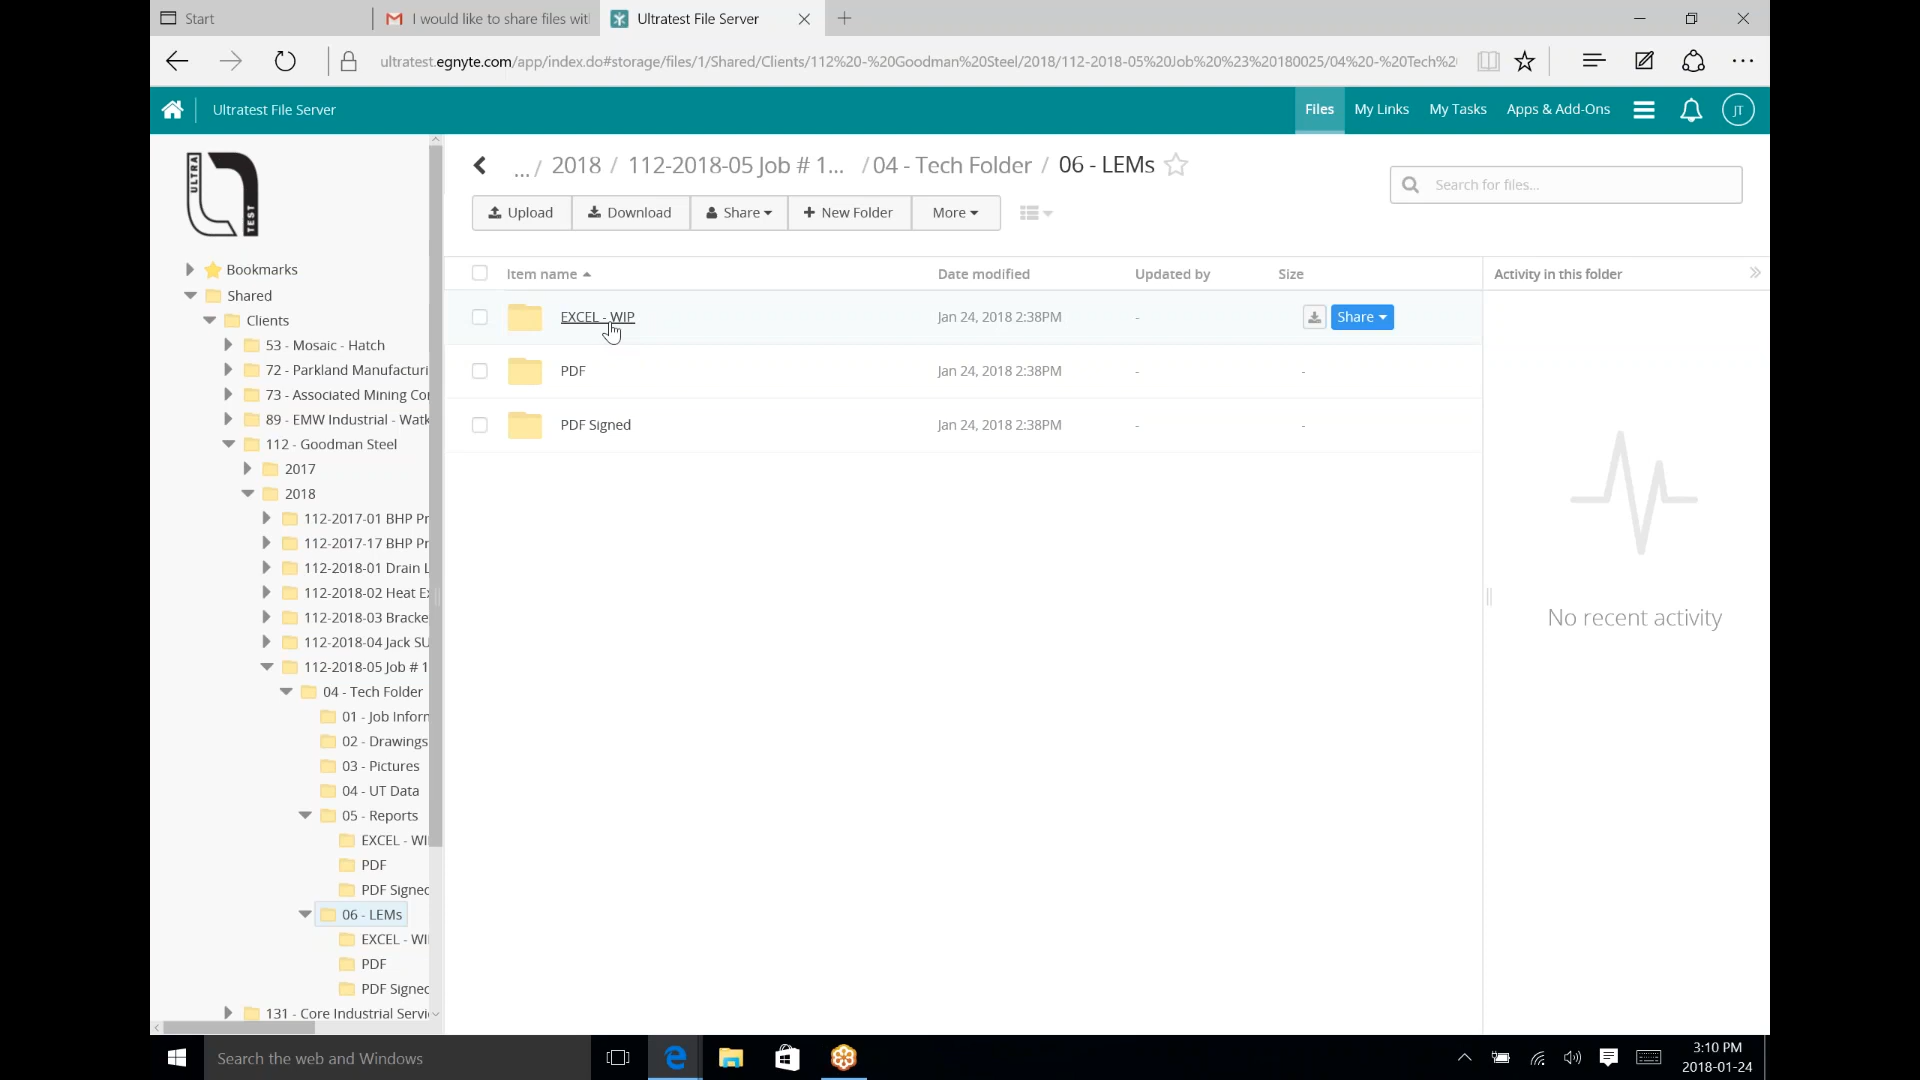 Start
I would like to share files wit
Ultratest File Server
ultratest.egnyte.com/app/index.do#storage/files/1/Shared/Clients/112%20-%20Goodman%20Steel/2018/112-2018-05%20Job%20%23%20180025/04%20-%20Tech%2
Ultratest File Server
Files
My Links
My Tasks
Apps & Add-Ons
JT
ULTRA
TEST
... / 2018 / 112-2018-05 Job # 1... / 04 - Tech Folder / 06 - LEMs
Search for files...
Upload
Download
Share
New Folder
More
Item name
Date modified
Updated by
Size
Activity in this folder
EXCEL - WIP
Jan 24, 2018 2:38PM
-
Share
PDF
Jan 24, 2018 2:38PM
-
-
PDF Signed
Jan 24, 2018 2:38PM
-
-
No recent activity
Bookmarks
Shared
Clients
53 - Mosaic - Hatch
72 - Parkland Manufacturi
73 - Associated Mining Co
89 - EMW Industrial - Watk
112 - Goodman Steel
2017
2018
112-2017-01 BHP Pr
112-2017-17 BHP Pr
112-2018-01 Drain L
112-2018-02 Heat E
112-2018-03 Bracke
112-2018-04 Jack SU
112-2018-05 Job # 1
04 - Tech Folder
01 - Job Inforn
02 - Drawings
03 - Pictures
04 - UT Data
05 - Reports
EXCEL - WI
PDF
PDF Signec
06 - LEMs
EXCEL - WI
PDF
PDF Signec
131 - Core Industrial Servi
Search the web and Windows
3:10 PM
2018-01-24